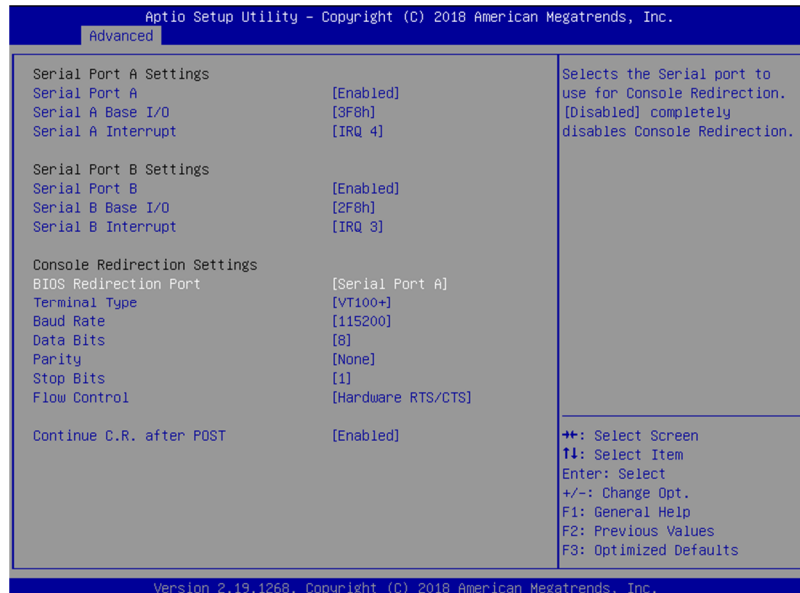 Aptio Setup Utility – Copyright (C) 2018 American Megatrends, Inc.
Advanced
Serial Port A Settings
Serial Port A [Enabled]
Serial A Base I/O [3F8h]
Serial A Interrupt [IRQ 4]
Serial Port B Settings
Serial Port B [Enabled]
Serial B Base I/O [2F8h]
Serial B Interrupt [IRQ 3]
Console Redirection Settings
BIOS Redirection Port [Serial Port A]
Terminal Type [VT100+]
Baud Rate [115200]
Data Bits [8]
Parity [None]
Stop Bits [1]
Flow Control [Hardware RTS/CTS]
Continue C.R. after POST [Enabled]
Selects the Serial port to
use for Console Redirection.
[Disabled] completely
disables Console Redirection.
→←: Select Screen
↑↓: Select Item
Enter: Select
+/-: Change Opt.
F1: General Help
F2: Previous Values
F3: Optimized Defaults
Version 2.19.1268. Copyright (C) 2018 American Megatrends, Inc.